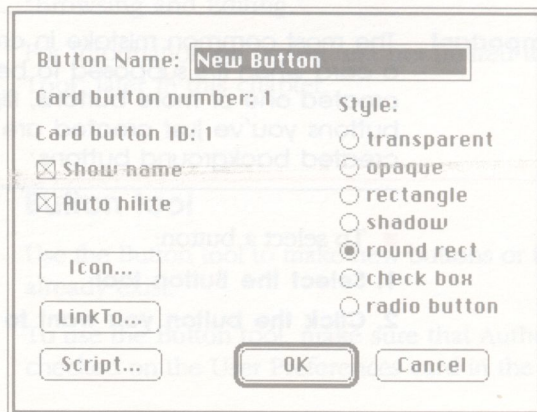 Button Name: New Button
Card button number: 1
Card button ID: 1
Show name
Auto hilite
Style:
transparent
opaque
rectangle
shadow
round rect
check box
radio button
Icon...
LinkTo...
Script...
OK
Cancel